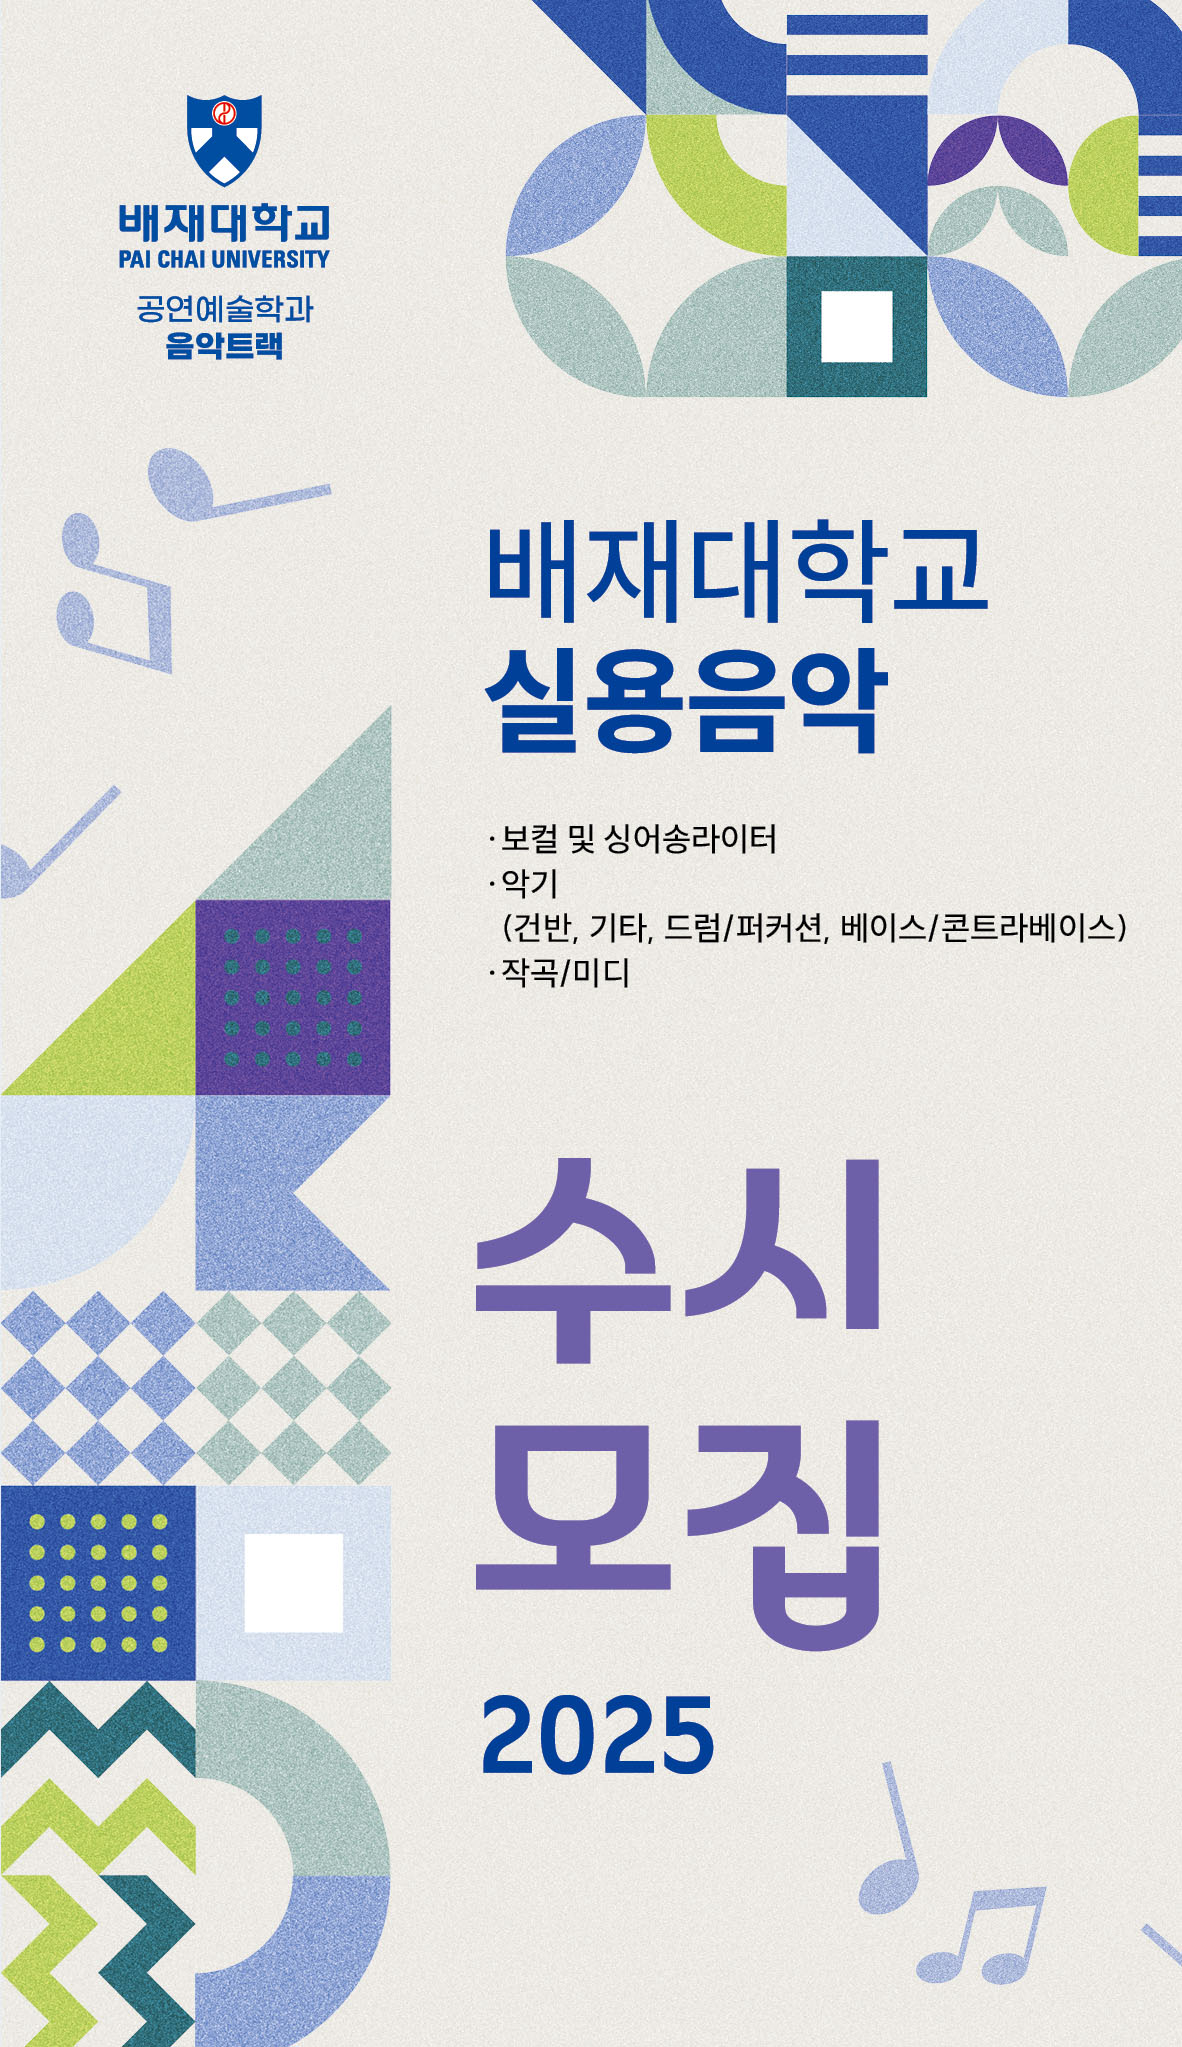 배재대학교
PAI CHAI UNIVERSITY
공연예술학과
음악트랙
배재대학교
실용음악
· 보컬 및 싱어송라이터
· 악기
(건반, 기타, 드럼/퍼커션, 베이스/콘트라베이스)
· 작곡/미디
수시
모집
2025